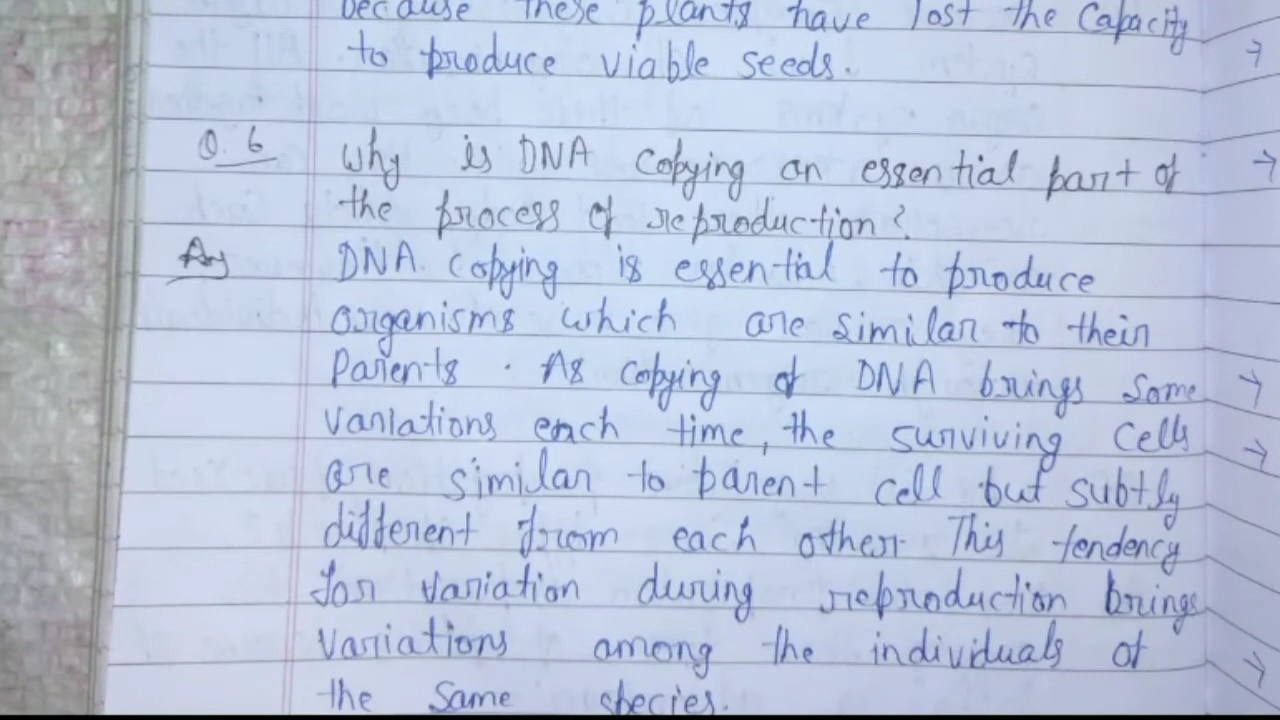 because these plants have lost the capacity
to produce viable seeds.
Q.6 Why is DNA copying an essential part of
the process of reproduction?
Ans DNA copying is essential to produce
organisms which are similar to their
Parents. As copying of DNA brings some
variations each time, the surviving cells
are similar to parent cell but subtly
different from each other. This tendency
for variation during reproduction brings
variations among the individuals of
the same species.